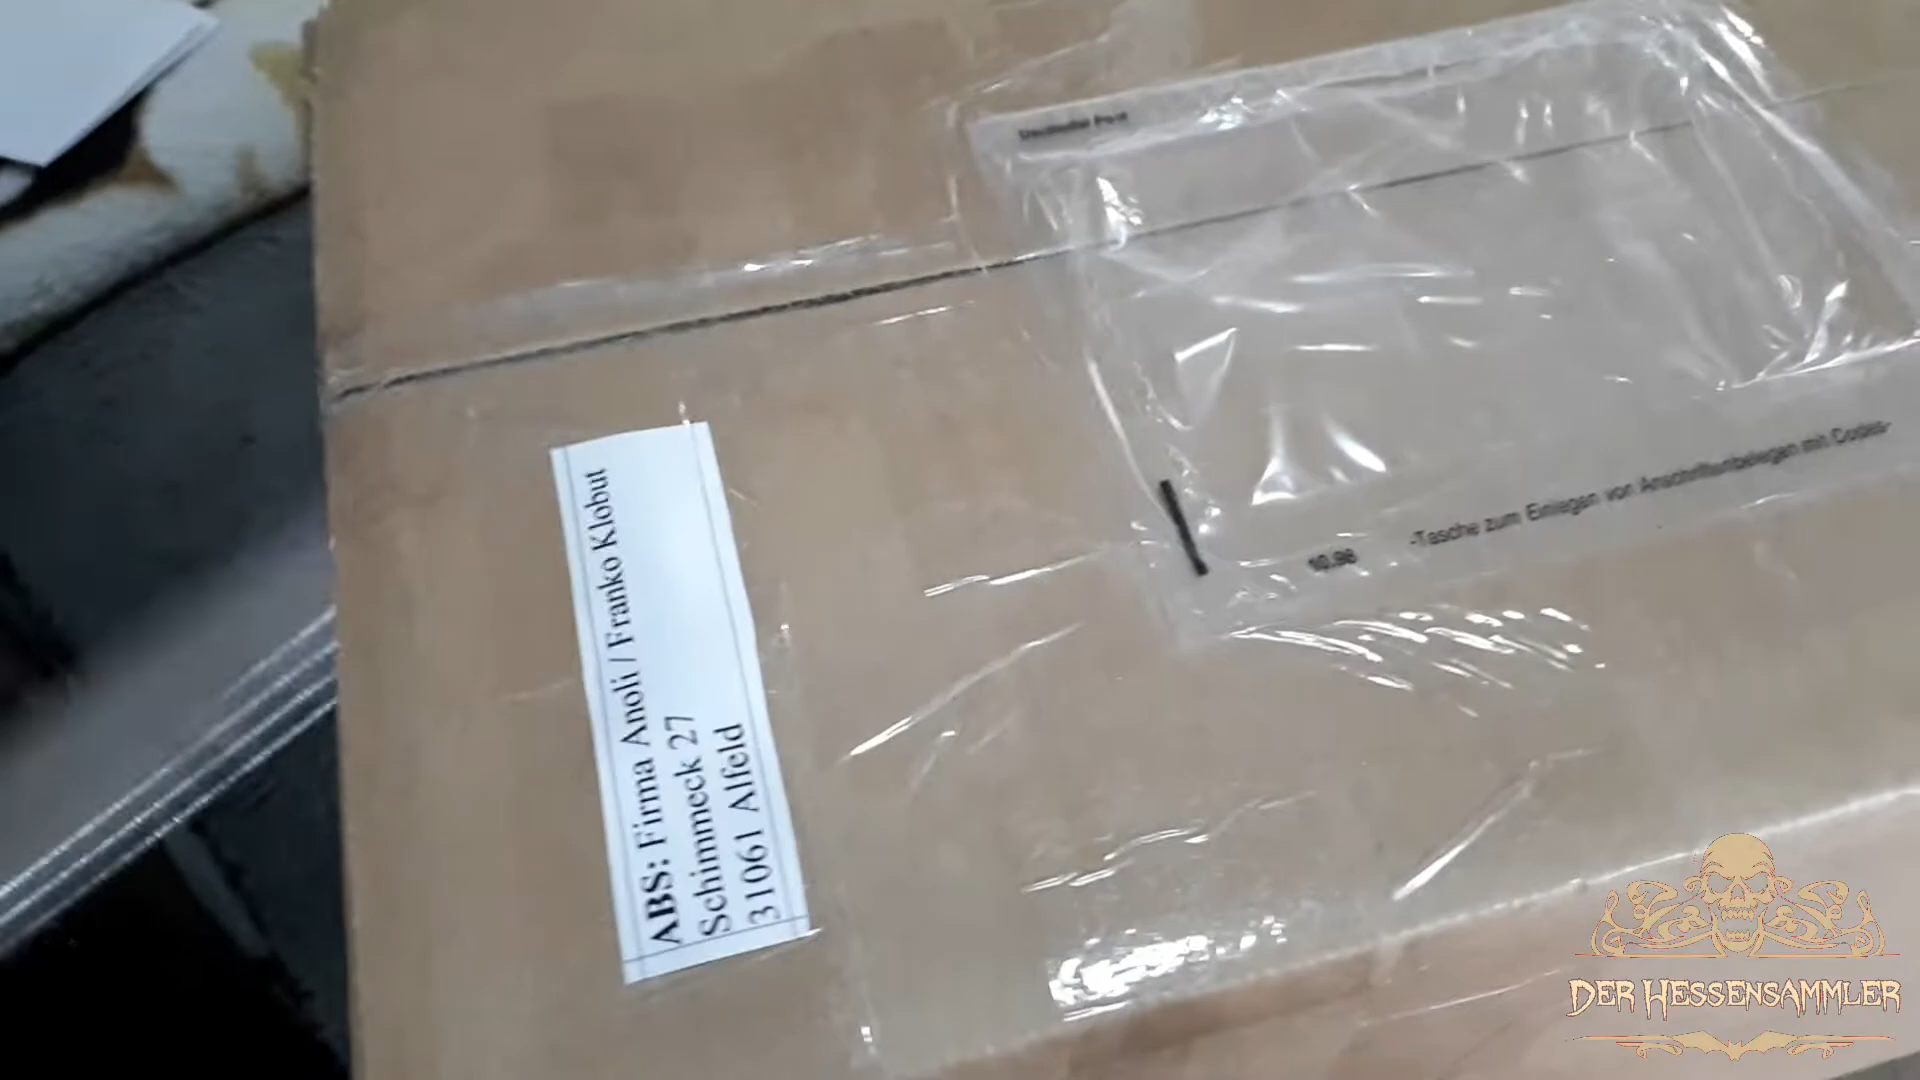 Deutsche Post
ABS: Firma Anoli / Franko Klobut
Schimmeck 27
31061 Alfeld
10.98 -Tasche zum Einlegen von Anschriftenbelegen mit Codes-
DER HESSENSAMMLER